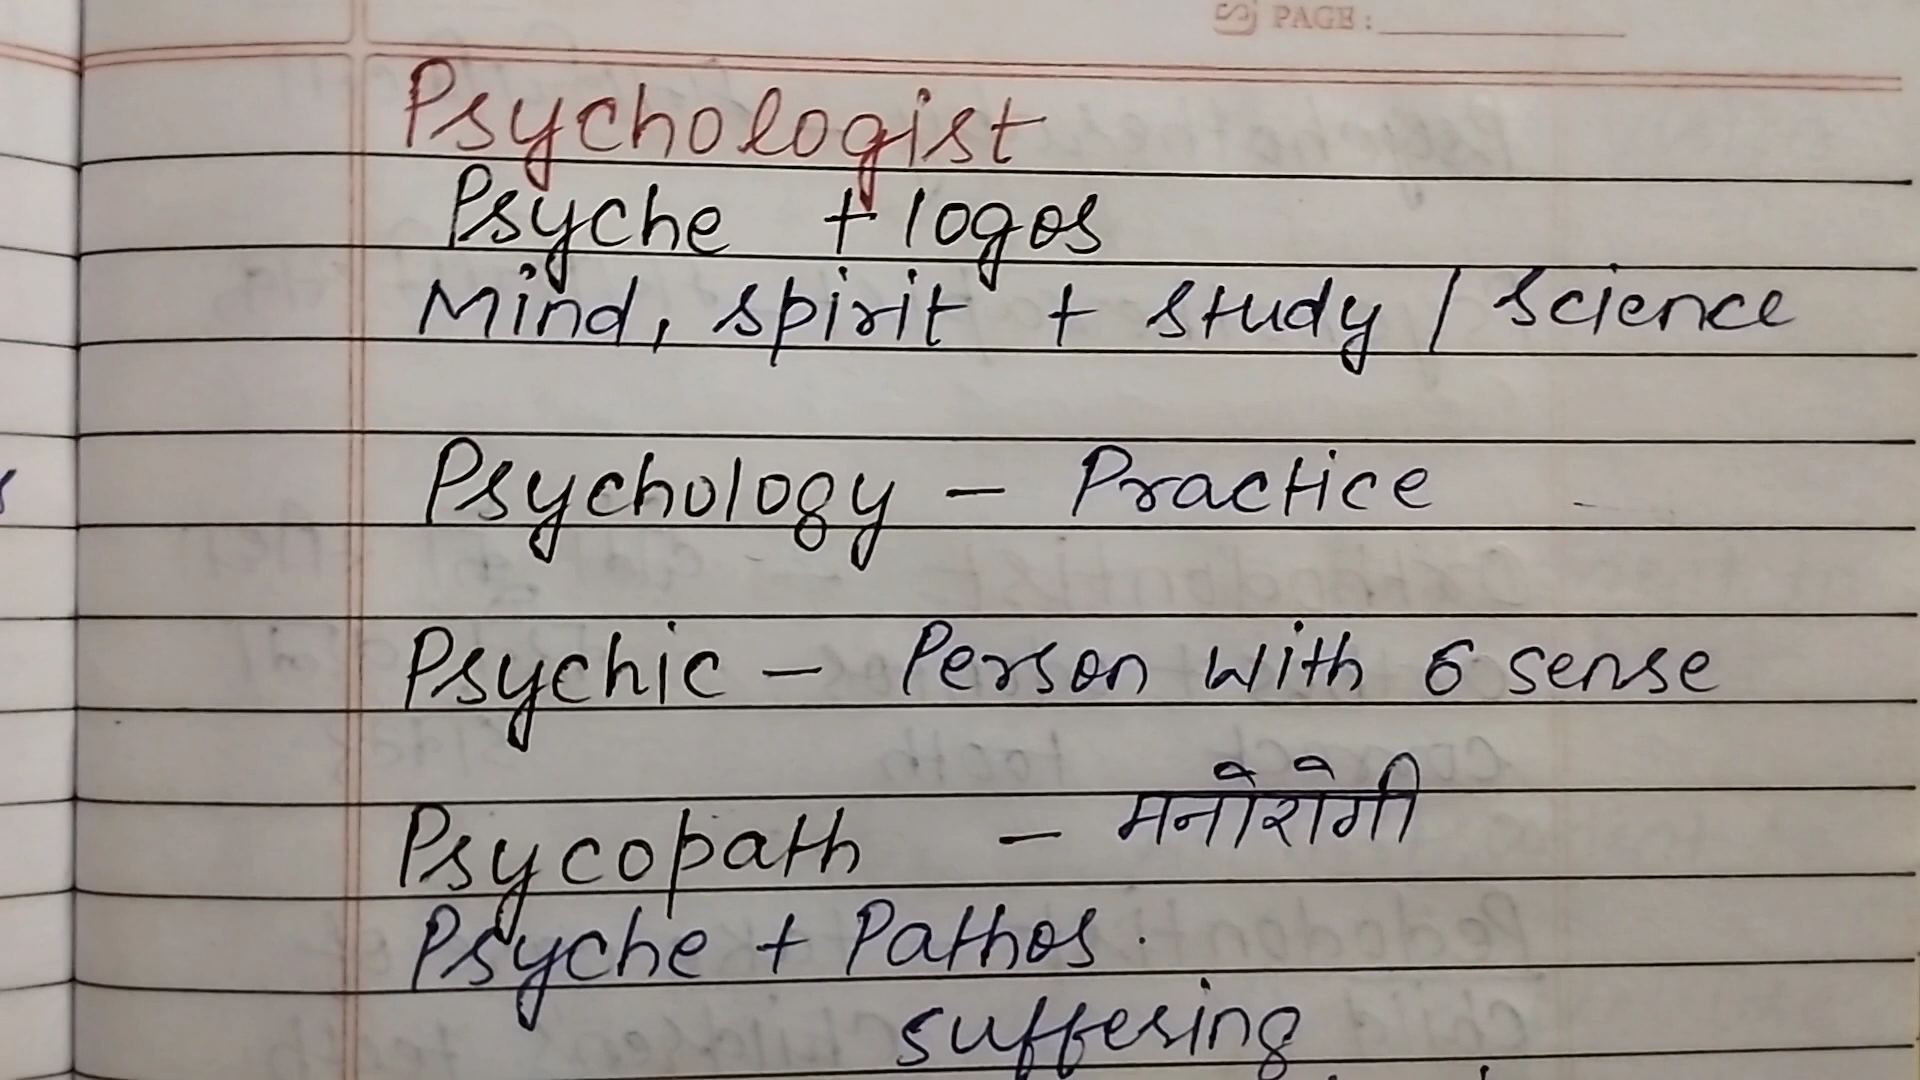 PAGE:
Psychologist
Psyche + logos
Mind, spirit + study / science
Psychology - Practice
Psychic - Person with 6 sense
Psycopath - मनोरोगी
Psyche + Pathos.
suffering